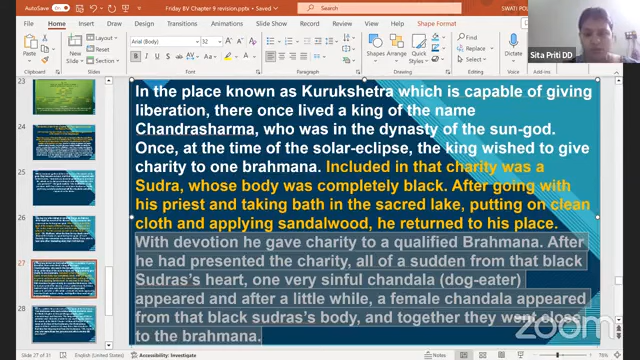 AutoSave
On
Friday BV Chapter 9 revision.pptx • Saved
SWATI POL
File
Home
Insert
Draw
Design
Transitions
Animations
Slide Show
Record
Review
View
Help
Shape Format
Paste
New
Slide
Layout
Reset
Section
Arial (Body)
32
Shapes
Arrange
Quick
Styles
Find
Replace
Select
Dictate
Undo
Clipboard
Slides
Font
Paragraph
Drawing
Editing
Voice
Sita Priti DD
23
24
25
26
27
28
In the place known as Kurukshetra which is capable of giving
liberation, there once lived a king of the name
Chandrasharma, who was in the dynasty of the sun-god.
Once, at the time of the solar-eclipse, the king wished to give
charity to one brahmana. Included in that charity was a
Sudra, whose body was completely black. After going with
his priest and taking bath in the sacred lake, putting on clean
cloth and applying sandalwood, he returned to his place.
With devotion he gave charity to a qualified Brahmana. After
he had presented the charity, all of a sudden from that black
Sudras's heart, one very sinful chandala (dog-eater)
appeared and after a little while, a female chandala appeared
from that black sudras's body, and together they went close
to the brahmana.
zoom
Slide 27 of 31
English (United States)
Accessibility: Investigate
Notes
76%